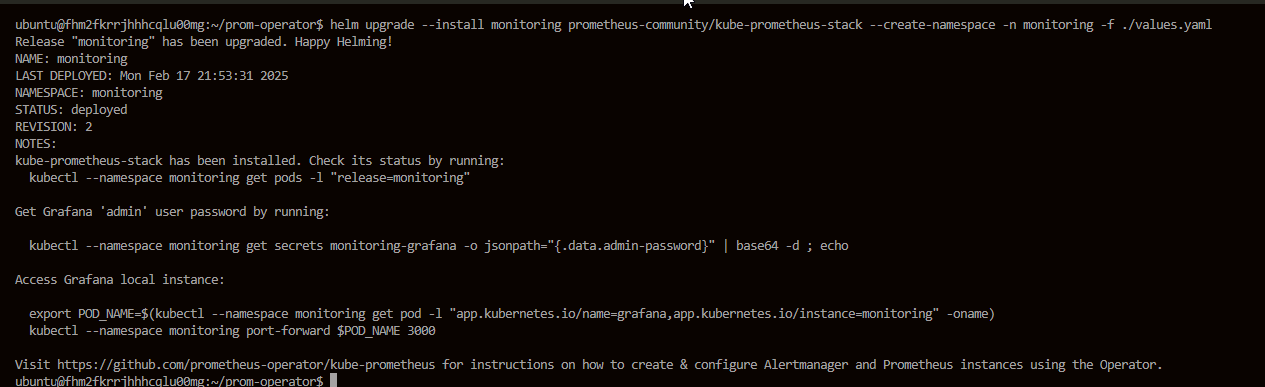 ubuntu@fhm2fkrrjhhhcqlu00mg:~/prom-operator$ helm upgrade --install monitoring prometheus-community/kube-prometheus-stack --create-namespace -n monitoring -f ./values.yaml
Release "monitoring" has been upgraded. Happy Helming!
NAME: monitoring
LAST DEPLOYED: Mon Feb 17 21:53:31 2025
NAMESPACE: monitoring
STATUS: deployed
REVISION: 2
NOTES:
kube-prometheus-stack has been installed. Check its status by running:
  kubectl --namespace monitoring get pods -l "release=monitoring"
Get Grafana 'admin' user password by running:
  kubectl --namespace monitoring get secrets monitoring-grafana -o jsonpath="{.data.admin-password}" | base64 -d ; echo
Access Grafana local instance:
  export POD_NAME=$(kubectl --namespace monitoring get pod -l "app.kubernetes.io/name=grafana,app.kubernetes.io/instance=monitoring" -oname)
  kubectl --namespace monitoring port-forward $POD_NAME 3000
Visit https://github.com/prometheus-operator/kube-prometheus for instructions on how to create & configure Alertmanager and Prometheus instances using the Operator.
ubuntu@fhm2fkrrjhhhcqlu00mg:~/prom-operator$